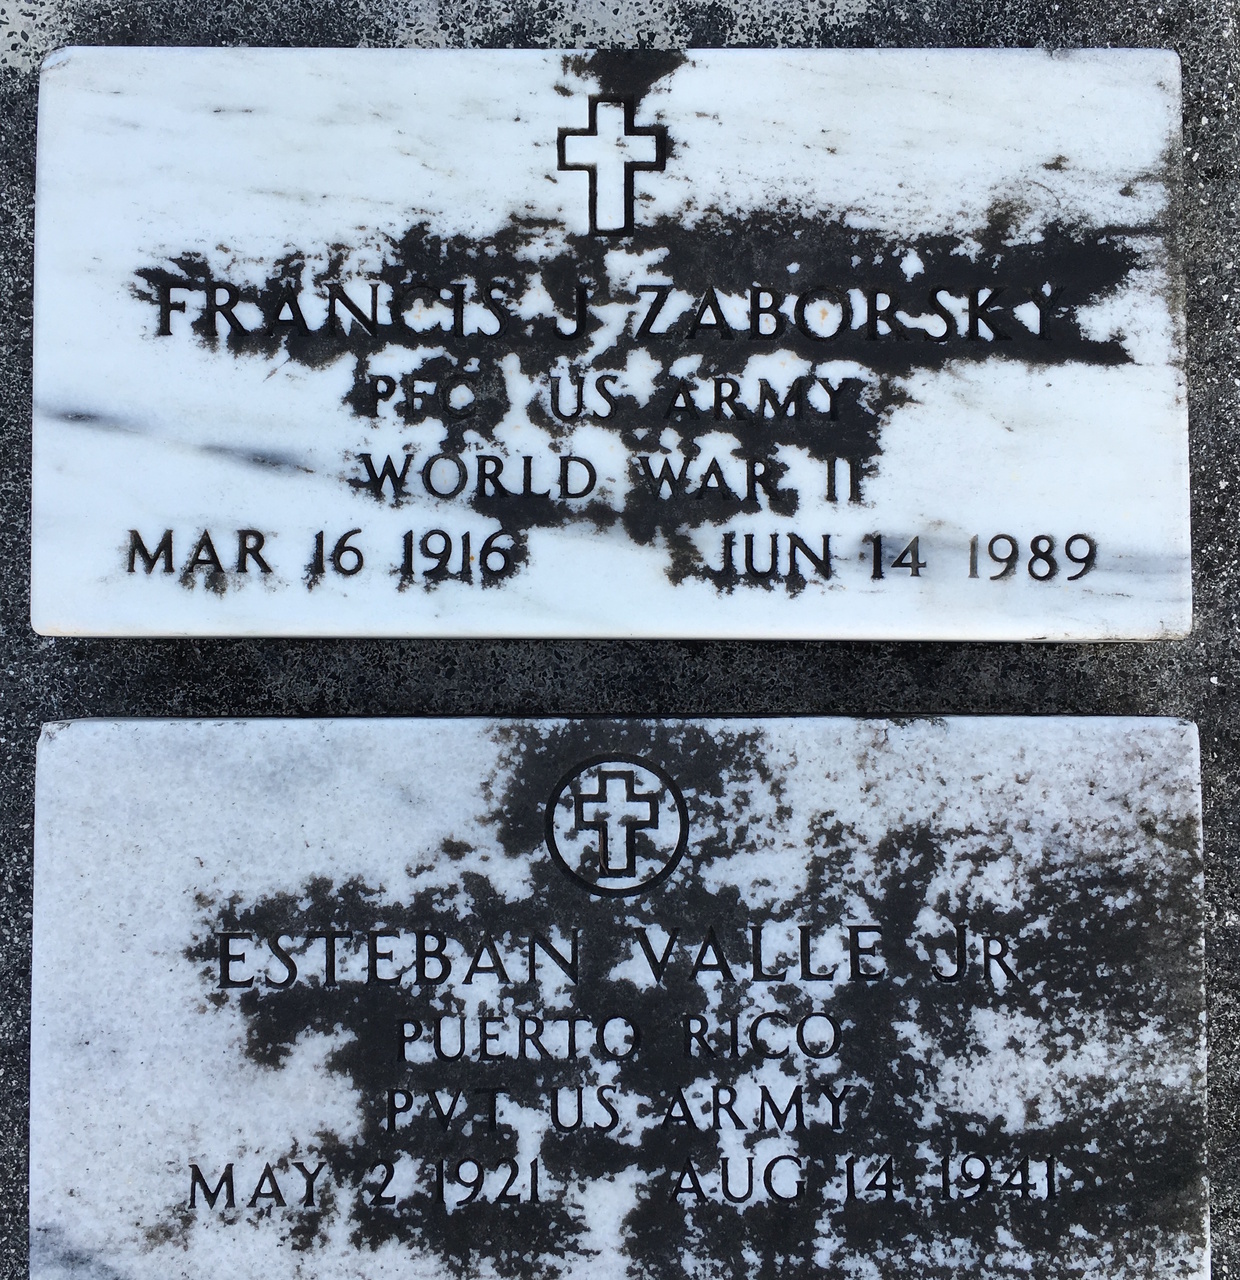 FRANCIS J ZABORSKY
PFC US ARMY
WORLD WAR II
MAR 16 1916 JUN 14 1989
ESTEBAN VALLE JR
PUERTO RICO
PVT US ARMY
MAY 2 1921 AUG 14 1941